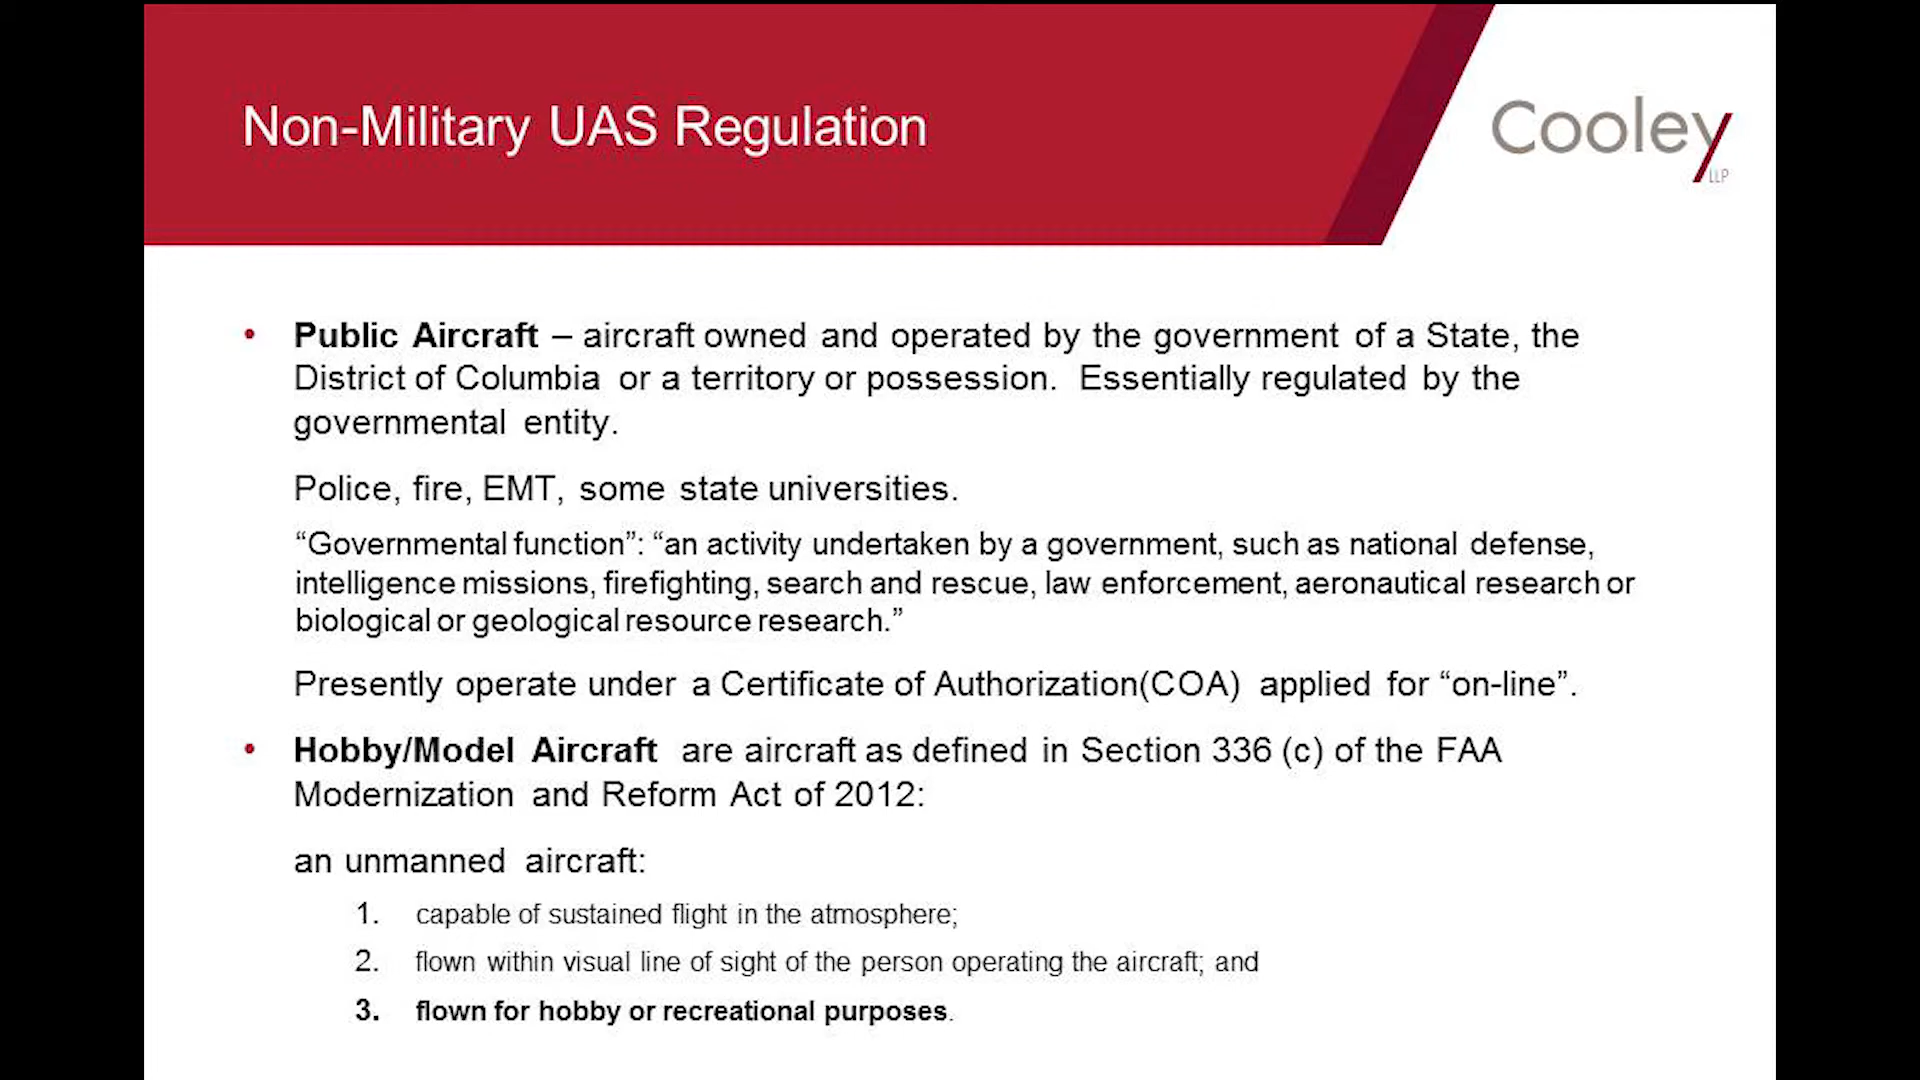 Non-Military UAS Regulation
Cooley
LLP
• Public Aircraft – aircraft owned and operated by the government of a State, the
District of Columbia or a territory or possession. Essentially regulated by the
governmental entity.
Police, fire, EMT, some state universities.
“Governmental function”: “an activity undertaken by a government, such as national defense,
intelligence missions, firefighting, search and rescue, law enforcement, aeronautical research or
biological or geological resource research.”
Presently operate under a Certificate of Authorization(COA) applied for “on-line”.
• Hobby/Model Aircraft are aircraft as defined in Section 336 (c) of the FAA
Modernization and Reform Act of 2012:
an unmanned aircraft:
1. capable of sustained flight in the atmosphere;
2. flown within visual line of sight of the person operating the aircraft; and
3. flown for hobby or recreational purposes.